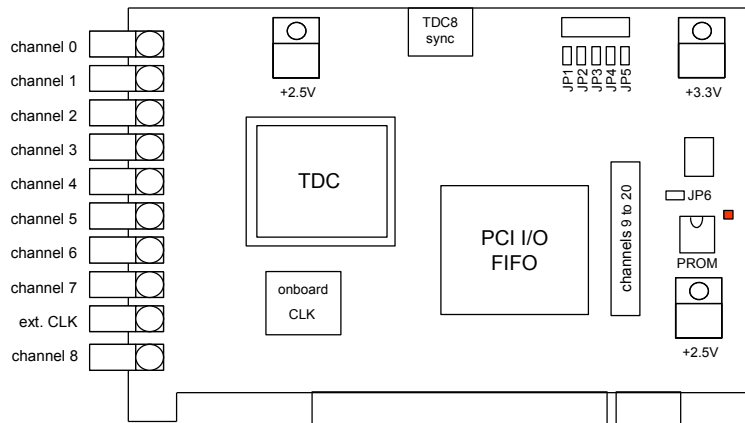 channel 0
channel 1
channel 2
channel 3
channel 4
channel 5
channel 6
channel 7
ext. CLK
channel 8
TDC8
sync
+2.5V
JP1
JP2
JP3
JP4
JP5
+3.3V
TDC
PCI I/O
FIFO
channels 9 to 20
JP6
PROM
onboard
CLK
+2.5V